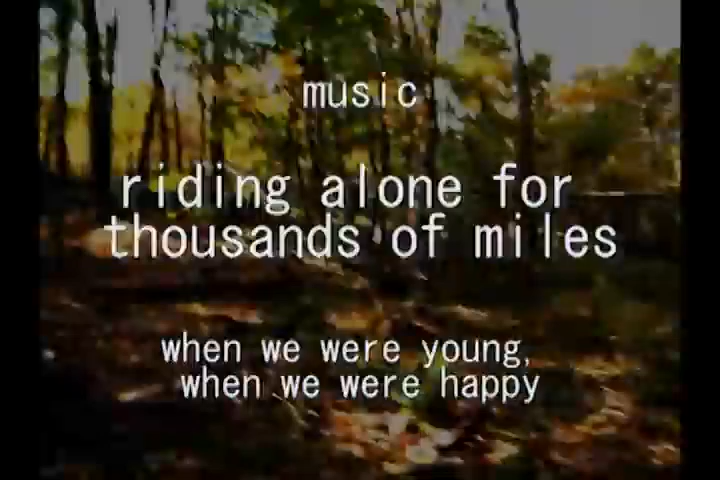 music
riding alone for
thousands of miles
when we were young,
when we were happy